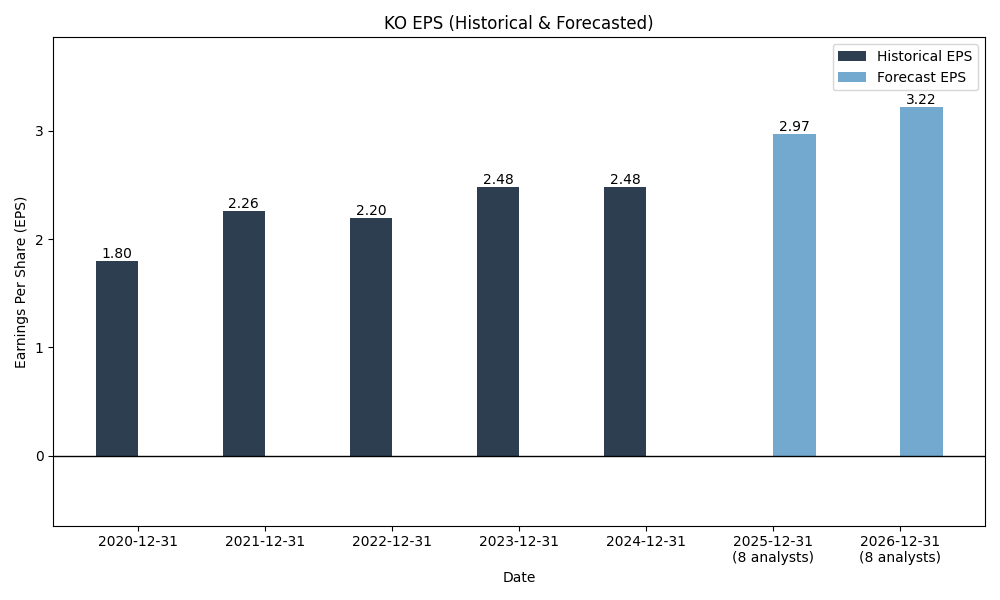 KO EPS (Historical & Forecasted)
Historical EPS
Forecast EPS
Earnings Per Share (EPS)
3
2
1
0
1.80
2.26
2.20
2.48
2.48
2.97
3.22
2020-12-31
2021-12-31
2022-12-31
2023-12-31
2024-12-31
2025-12-31
(8 analysts)
2026-12-31
(8 analysts)
Date